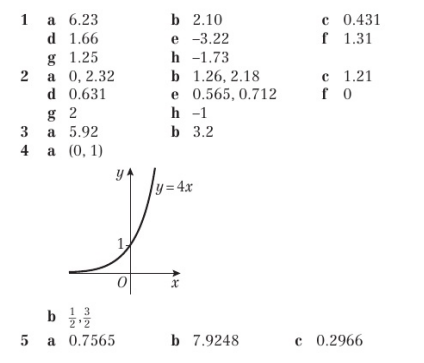 1 a 6.23 b 2.10 c 0.431
d 1.66 e –3.22 f 1.31
g 1.25 h –1.73
2 a 0, 2.32 b 1.26, 2.18 c 1.21
d 0.631 e 0.565, 0.712 f 0
g 2 h –1
3 a 5.92 b 3.2
4 a (0, 1)
y
y = 4x
1
O x
b 1/2, 3/2
5 a 0.7565 b 7.9248 c 0.2966